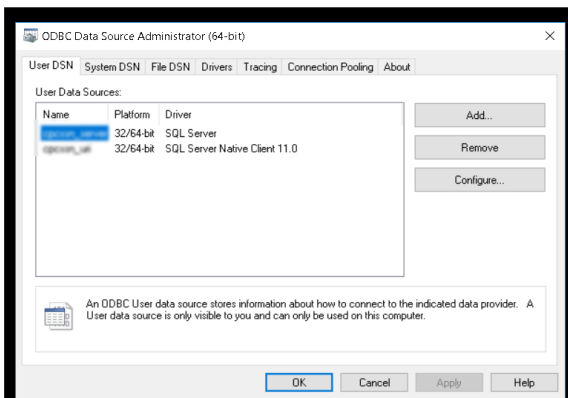 ODBC Data Source Administrator (64-bit)
User DSN System DSN File DSN Drivers Tracing Connection Pooling About
User Data Sources:
Name Platform Driver
32/64-bit SQL Server
32/64-bit SQL Server Native Client 11.0
Add...
Remove
Configure...
An ODBC User data source stores information about how to connect to the indicated data provider. A
User data source is only visible to you and can only be used on this computer.
OK Cancel Apply Help